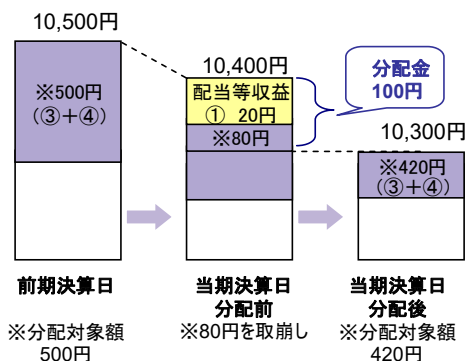 10,500円
※500円
（③＋④）
10,400円
配当等収益
① 20円
※80円
分配金
100円
10,300円
※420円
（③＋④）
前期決算日
※分配対象額
500円
当期決算日
分配前
※80円を取崩し
当期決算日
分配後
※分配対象額
420円